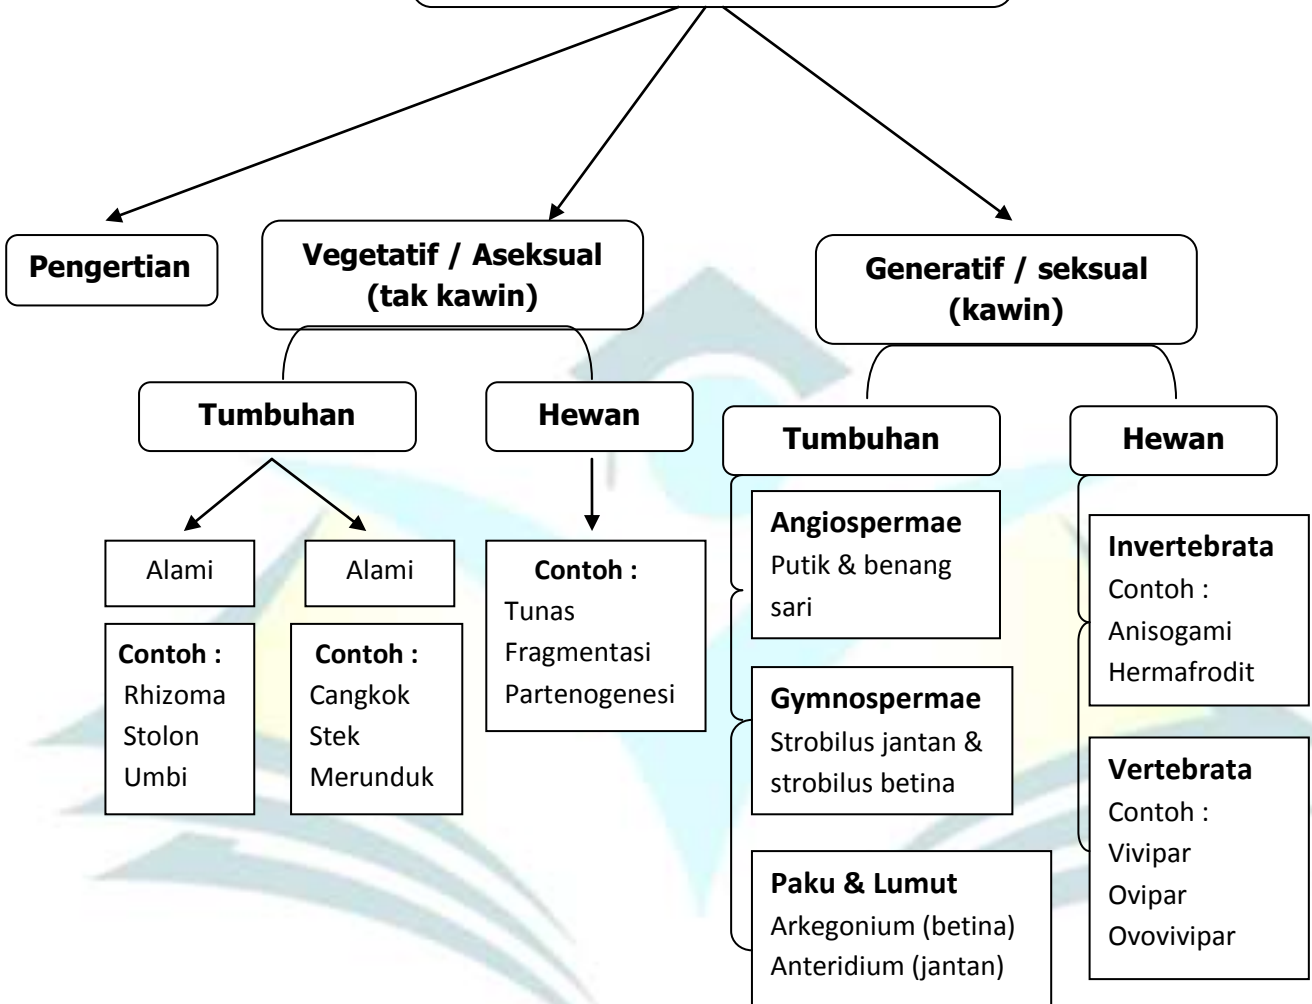 Pengertian
Vegetatif / Aseksual
(tak kawin)
Generatif / seksual
(kawin)
Tumbuhan
Hewan
Tumbuhan
Hewan
Alami
Alami
Contoh :
Rhizoma
Stolon
Umbi
Contoh :
Cangkok
Stek
Merunduk
Contoh :
Tunas
Fragmentasi
Partenogenesi
Angiospermae
Putik & benang
sari
Gymnospermae
Strobilus jantan &
strobilus betina
Paku & Lumut
Arkegonium (betina)
Anteridium (jantan)
Invertebrata
Contoh :
Anisogami
Hermafrodit
Vertebrata
Contoh :
Vivipar
Ovipar
Ovovivipar